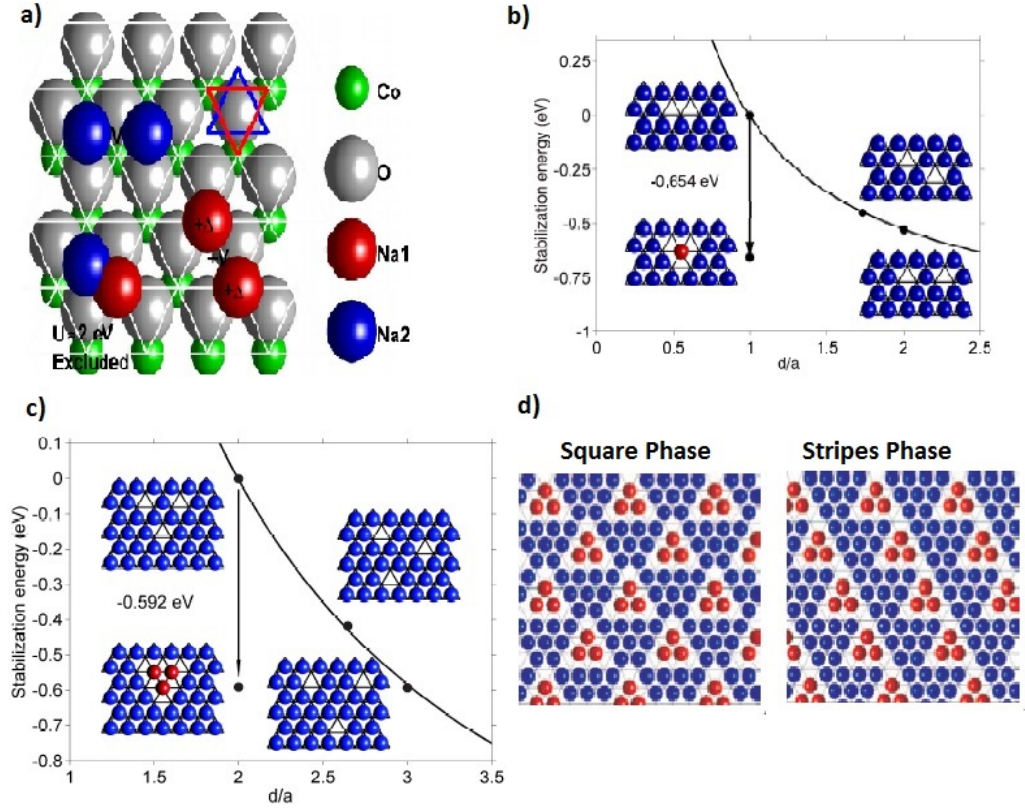 a)
Co
O
Na1
Na2
+Δ
+V
+Δ
U=2 eV
Excluded
b)
Stabilization energy (eV)
0.25
0
-0.25
-0.5
-0.75
-1
-0.654 eV
0
0.5
1
1.5
2
2.5
d/a
c)
Stabilization energy (eV)
0.1
0
-0.1
-0.2
-0.3
-0.4
-0.5
-0.6
-0.7
-0.8
-0.592 eV
1
1.5
2
2.5
3
3.5
d/a
d)
Square Phase
Stripes Phase